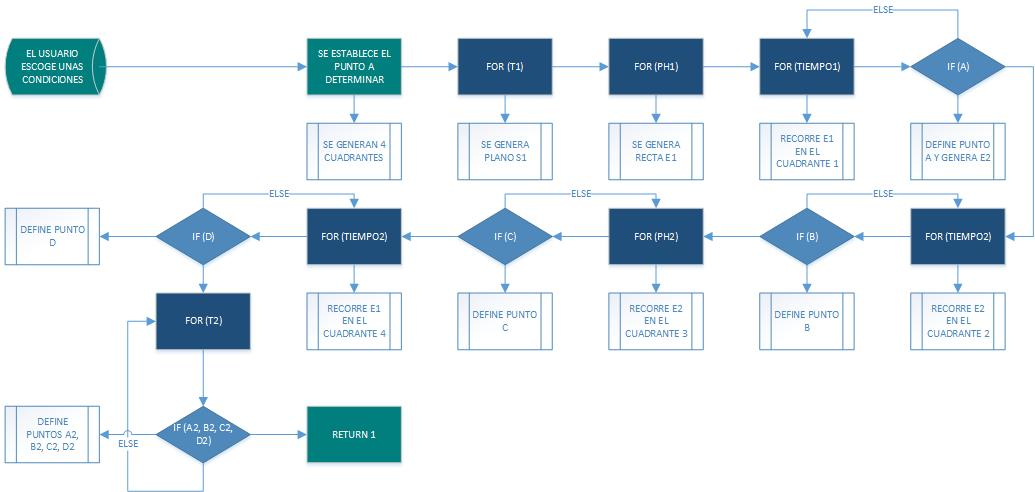 ELSE
EL USUARIO
ESCOGE UNAS
CONDICIONES
SE ESTABLECE EL
PUNTO A
DETERMINAR
FOR (T1)
FOR (PH1)
FOR (TIEMPO1)
IF (A)
SE GENERAN 4
CUADRANTES
SE GENERA
PLANO S1
SE GENERA
RECTA E1
RECORRE E1
EN EL
CUADRANTE 1
DEFINE PUNTO
A Y GENERA E2
ELSE
ELSE
ELSE
DEFINE PUNTO
D
IF (D)
FOR (TIEMPO2)
IF (C)
FOR (PH2)
IF (B)
FOR (TIEMPO2)
RECORRE E1
EN EL
CUADRANTE 4
DEFINE PUNTO
C
RECORRE E2
EN EL
CUADRANTE 3
DEFINE PUNTO
B
RECORRE E2
EN EL
CUADRANTE 2
FOR (T2)
DEFINE
PUNTOS A2,
B2, C2, D2
ELSE
IF (A2, B2, C2,
D2)
RETURN 1